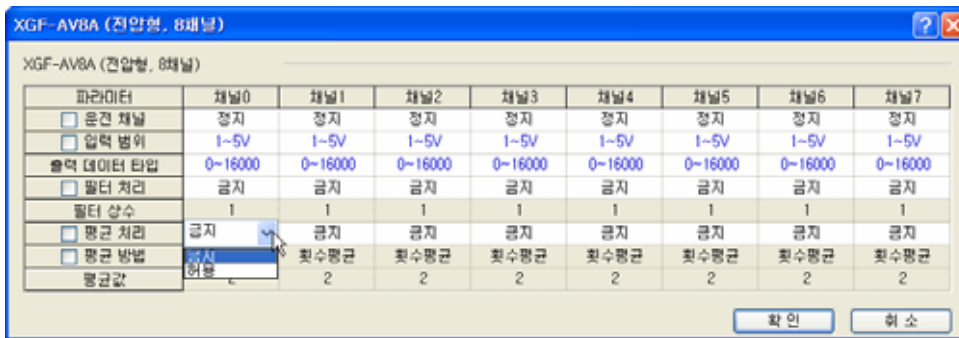 XGF-AV8A (전압형, 8채널)
XGF-AV8A (전압형, 8채널)
파라미터 채널0 채널1 채널2 채널3 채널4 채널5 채널6 채널7
운전 채널 정지 정지 정지 정지 정지 정지 정지 정지
입력 범위 1~5V 1~5V 1~5V 1~5V 1~5V 1~5V 1~5V 1~5V
출력 데이터 타입 0~16000 0~16000 0~16000 0~16000 0~16000 0~16000 0~16000 0~16000
필터 처리 금지 금지 금지 금지 금지 금지 금지 금지
필터 상수 1 1 1 1 1 1 1 1
평균 처리 금지 금지 금지 금지 금지 금지 금지 금지
평균 방법 금지 횟수평균 횟수평균 횟수평균 횟수평균 횟수평균 횟수평균 횟수평균
허용
평균값 2 2 2 2 2 2 2 2
확인 취소